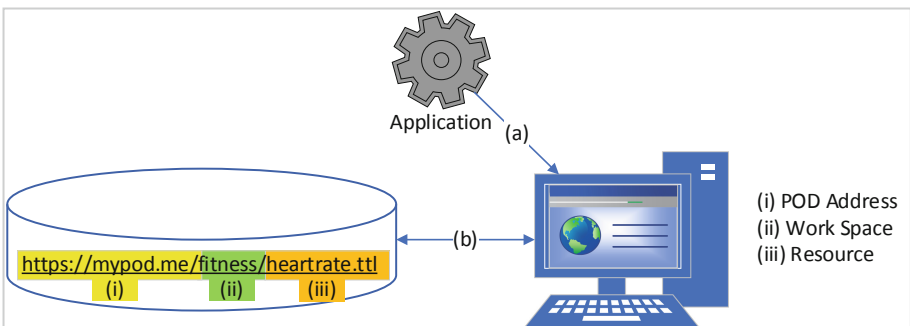 Application
(a)
(b)
https://mypod.me/fitness/heartrate.ttl
(i) (ii) (iii)
(i) POD Address
(ii) Work Space
(iii) Resource